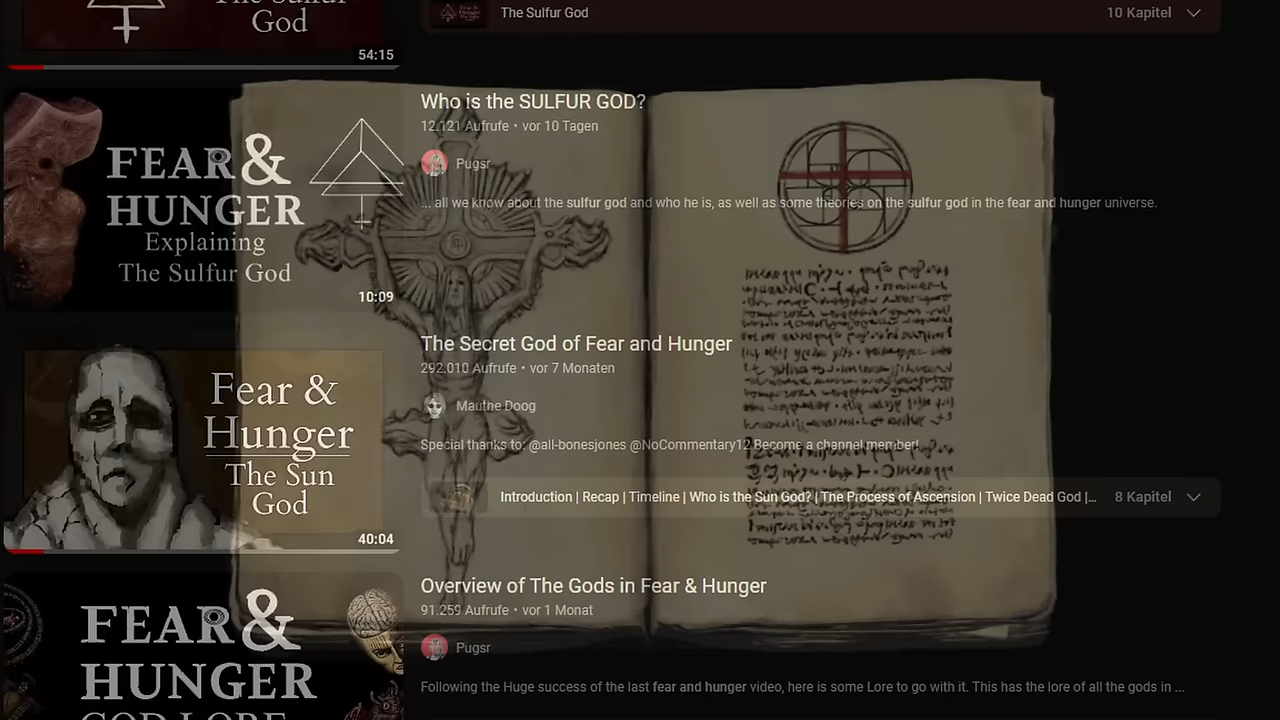 The Sulfur
God
54:15
The Sulfur God
10 Kapitel
FEAR &
HUNGER
Explaining
The Sulfur God
10:09
Who is the SULFUR GOD?
12.121 Aufrufe • vor 10 Tagen
Pugsr
... all we know about the sulfur god and who he is, as well as some theories on the sulfur god in the fear and hunger universe.
Fear &
Hunger
The Sun
God
40:04
The Secret God of Fear and Hunger
292.010 Aufrufe • vor 7 Monaten
Mauthe Doog
Special thanks to: @all-bonesjones @NoCommentary12 Become a channel member!
Introduction | Recap | Timeline | Who is the Sun God? | The Process of Ascension | Twice Dead God |...
8 Kapitel
FEAR &
HUNGER
GOD LORE
Overview of The Gods in Fear & Hunger
91.259 Aufrufe • vor 1 Monat
Pugsr
Following the Huge success of the last fear and hunger video, here is some Lore to go with it. This has the lore of all the gods in ...